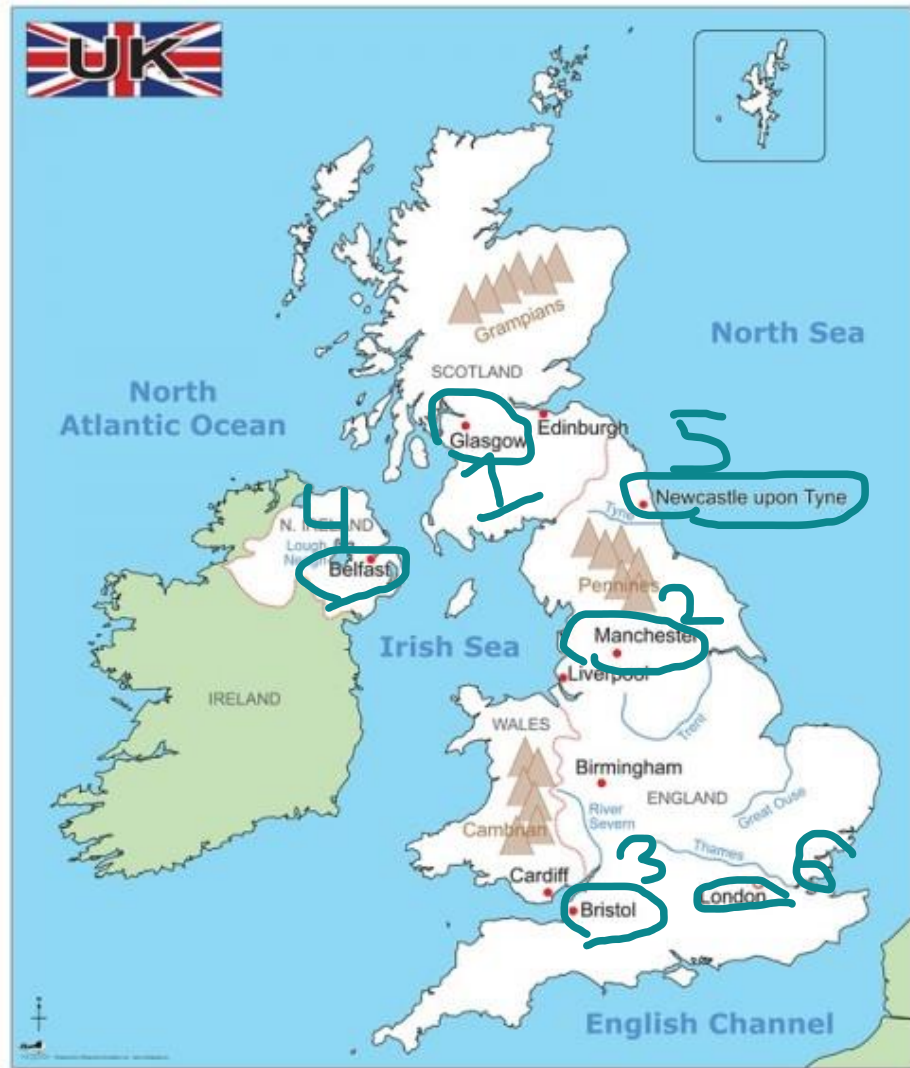 UK
Grampians
North Sea
SCOTLAND
North
Atlantic Ocean
Edinburgh
Glasgow
5
1
Newcastle upon Tyne
4
N. IRELAND
Tyne
Lough
Belfast
Pennines
2
Manchester
Irish Sea
Liverpool
IRELAND
WALES
Trent
Birmingham
ENGLAND
River
Severn
Great Ouse
Cambrian
3
Thames
6
Cardiff
London
Bristol
English Channel